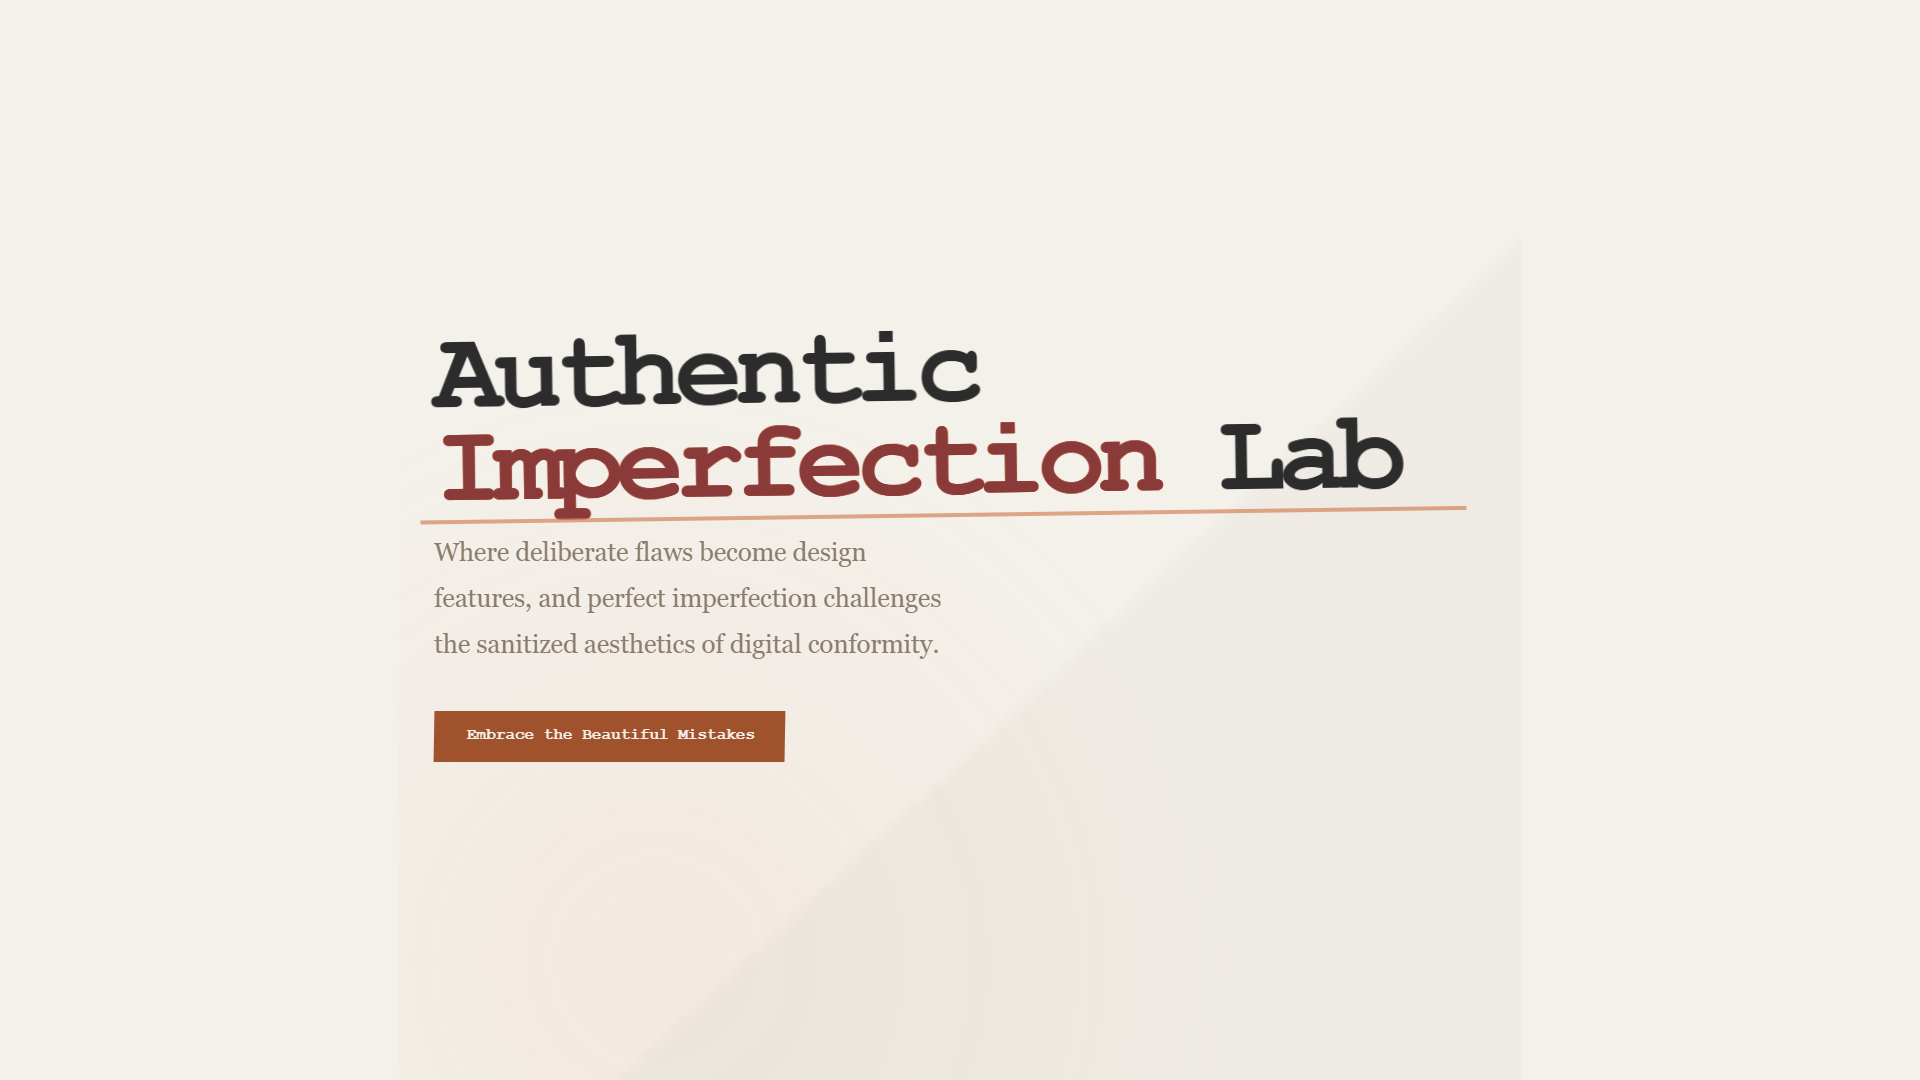 Authentic
Imperfection Lab
Where deliberate flaws become design
features, and perfect imperfection challenges
the sanitized aesthetics of digital conformity.
Embrace the Beautiful Mistakes